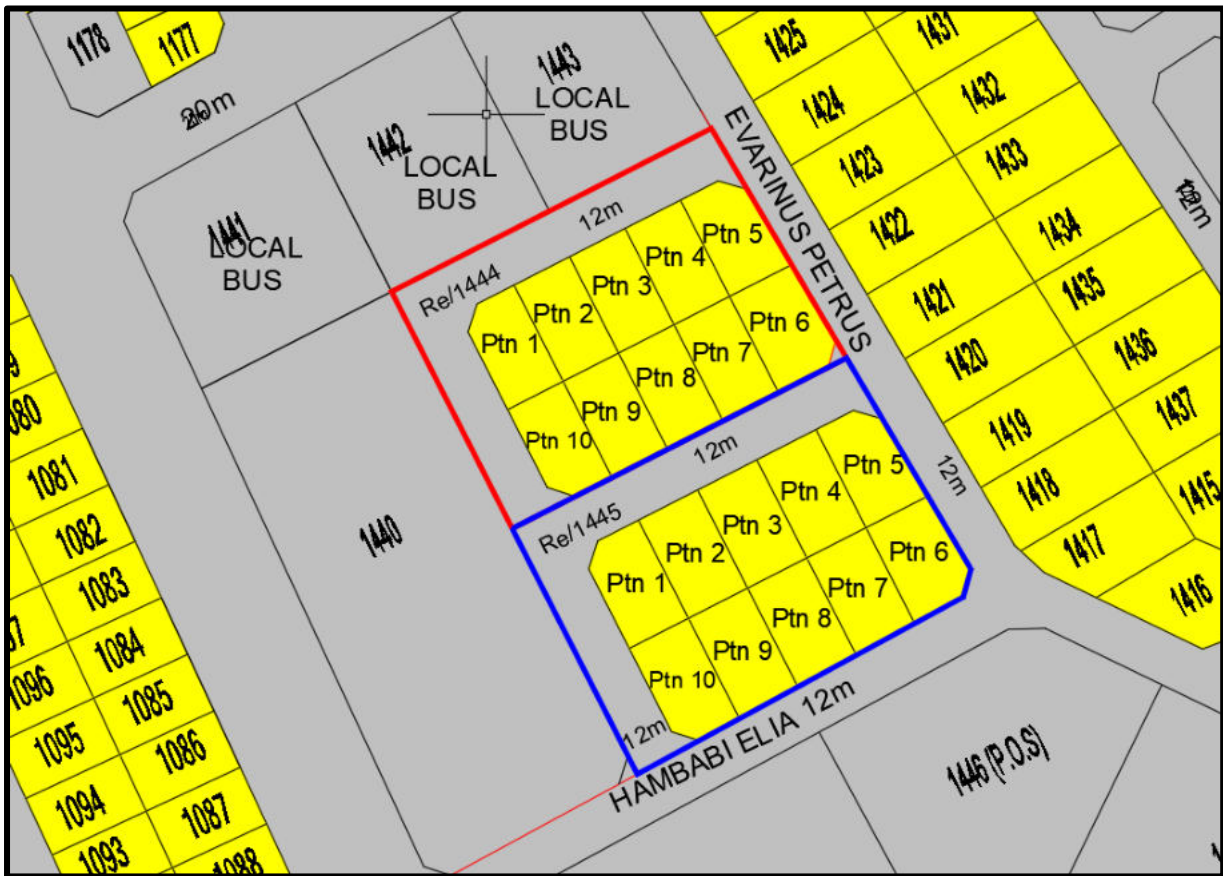 1178
1177
1443
LOCAL
BUS
1442
LOCAL
BUS
1441
LOCAL
BUS
EVARINUS PETRUS
1425
1431
1424
1432
1423
1433
1422
1434
1421
1435
1420
1436
1419
1437
1418
1415
1417
1416
12m
Re/1444
Ptn 1
Ptn 2
Ptn 3
Ptn 4
Ptn 5
Ptn 6
Ptn 7
Ptn 8
Ptn 9
Ptn 10
12m
Re/1445
Ptn 1
Ptn 2
Ptn 3
Ptn 4
Ptn 5
Ptn 6
Ptn 7
Ptn 8
Ptn 9
Ptn 10
12m
12m
HAMBABI ELIA 12m
1440
1446 (P.O.S)
1081
1082
1083
1084
1096
1085
1095
1086
1094
1087
1093
1088